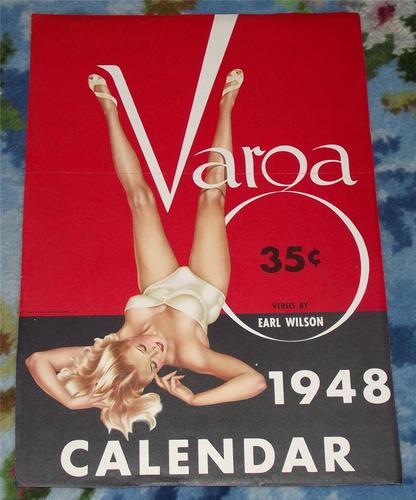 Varga
35¢
VERSES BY
EARL WILSON
1948
CALENDAR